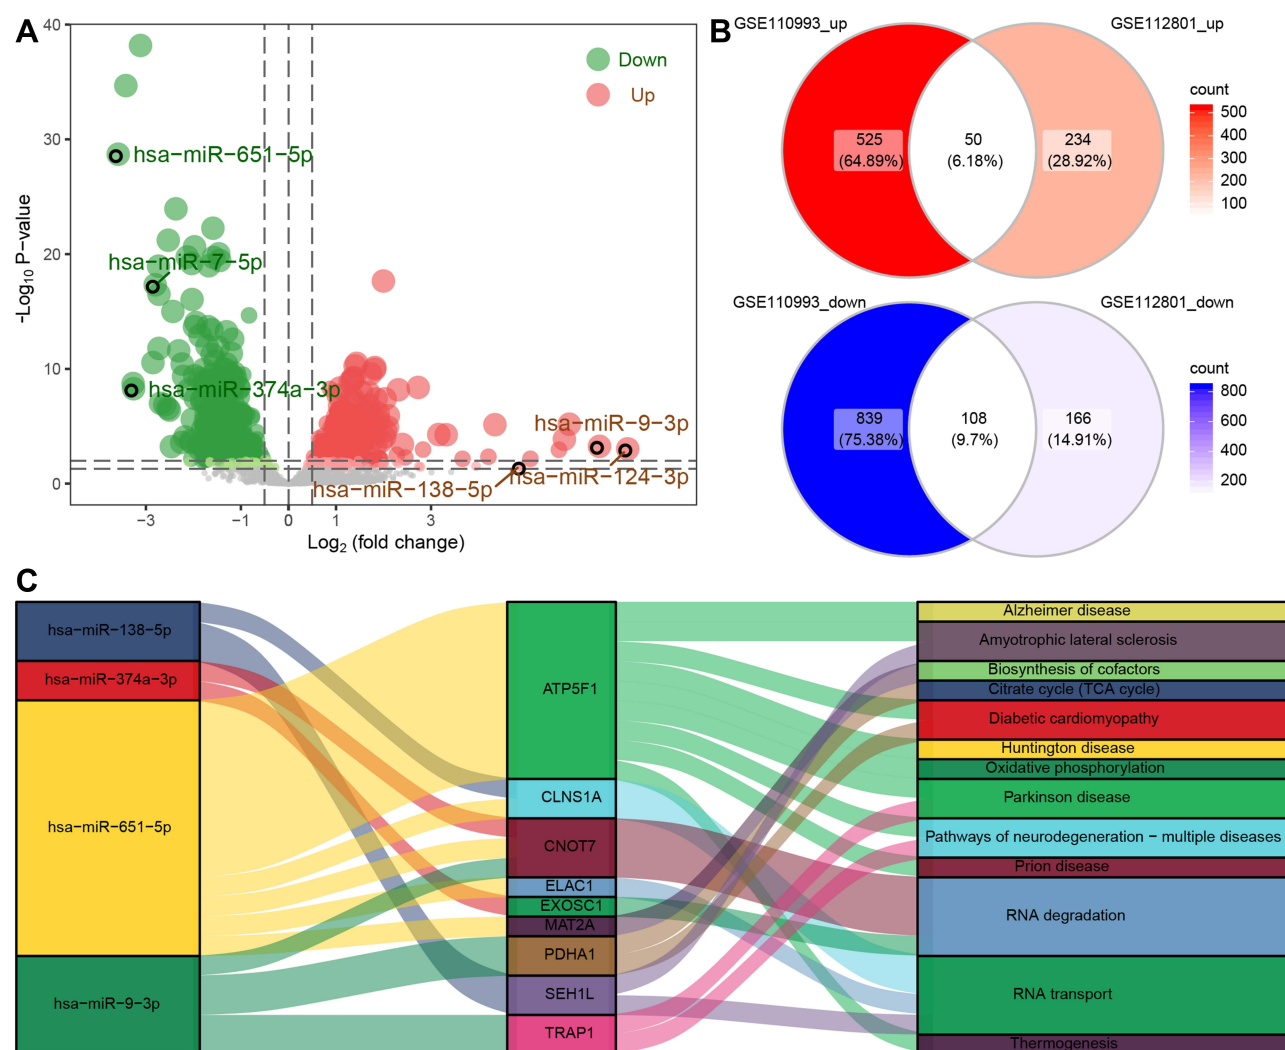 A
40
30
20
10
0
-Log10 P−value
Down
Up
hsa−miR−651−5p
hsa−miR−7−5p
hsa−miR−374a−3p
hsa−miR−9−3p
hsa−miR−124−3p
hsa−miR−138−5p
−3
−1
0
1
3
Log2 (fold change)
B
GSE110993_up
GSE112801_up
525
(64.89%)
50
(6.18%)
234
(28.92%)
count
500
400
300
200
100
GSE110993_down
GSE112801_down
839
(75.38%)
108
(9.7%)
166
(14.91%)
count
800
600
400
200
C
hsa−miR−138−5p
hsa−miR−374a−3p
hsa−miR−651−5p
hsa−miR−9−3p
ATP5F1
CLNS1A
CNOT7
ELAC1
EXOSC1
MAT2A
PDHA1
SEH1L
TRAP1
Alzheimer disease
Amyotrophic lateral sclerosis
Biosynthesis of cofactors
Citrate cycle (TCA cycle)
Diabetic cardiomyopathy
Huntington disease
Oxidative phosphorylation
Parkinson disease
Pathways of neurodegeneration − multiple diseases
Prion disease
RNA degradation
RNA transport
Thermogenesis